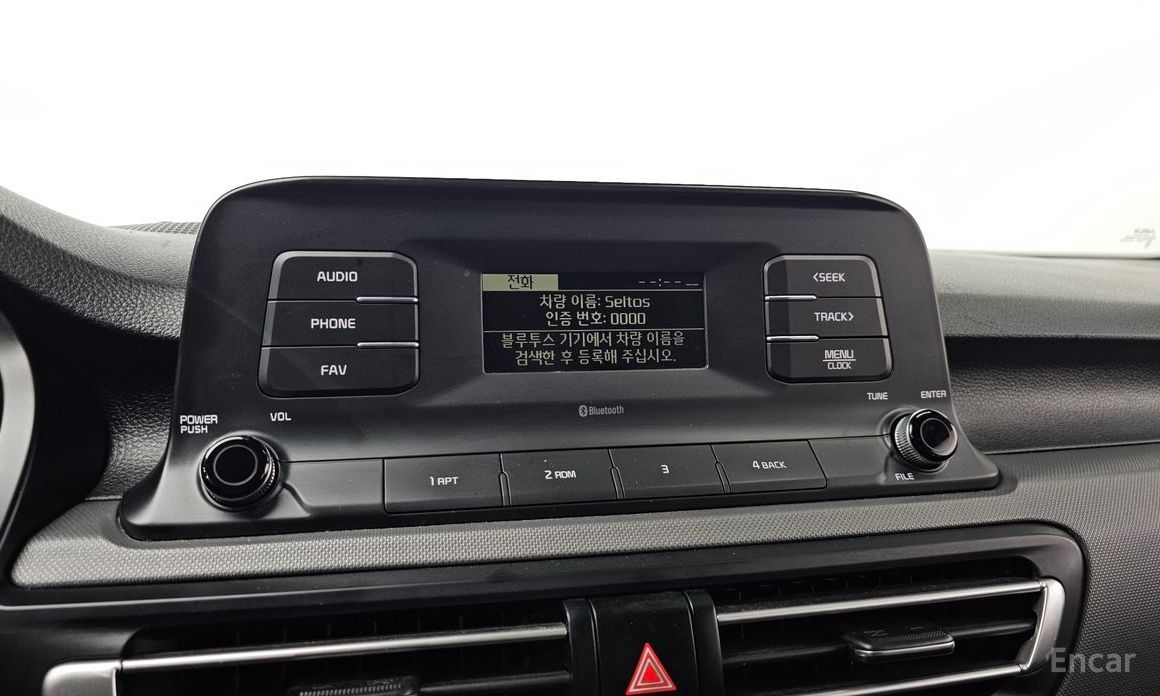 AUDIO
PHONE
FAV
전화
--:-- --
차량 이름: Seltos
인증 번호: 0000
블루투스 기기에서 차량 이름을
검색한 후 등록해 주십시오.
<SEEK
TRACK>
MENU
CLOCK
POWER
PUSH
VOL
Bluetooth
TUNE
ENTER
FILE
1 RPT
2 RDM
3
4 BACK
Encar